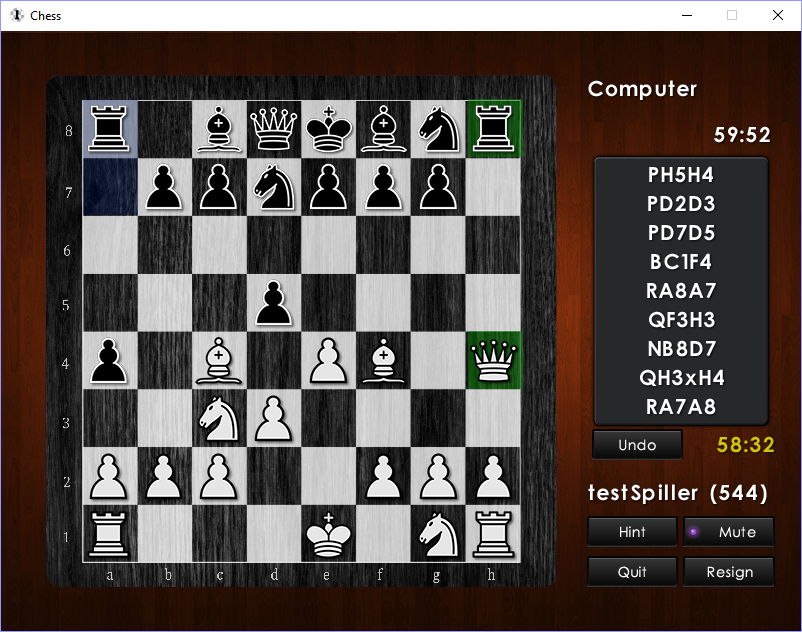 Chess
Computer
59:52
PH5H4
PD2D3
PD7D5
BC1F4
RA8A7
QF3H3
NB8D7
QH3xH4
RA7A8
Undo
58:32
testSpiller (544)
Hint
Mute
Quit
Resign
8
7
6
5
4
3
2
1
a b c d e f g h